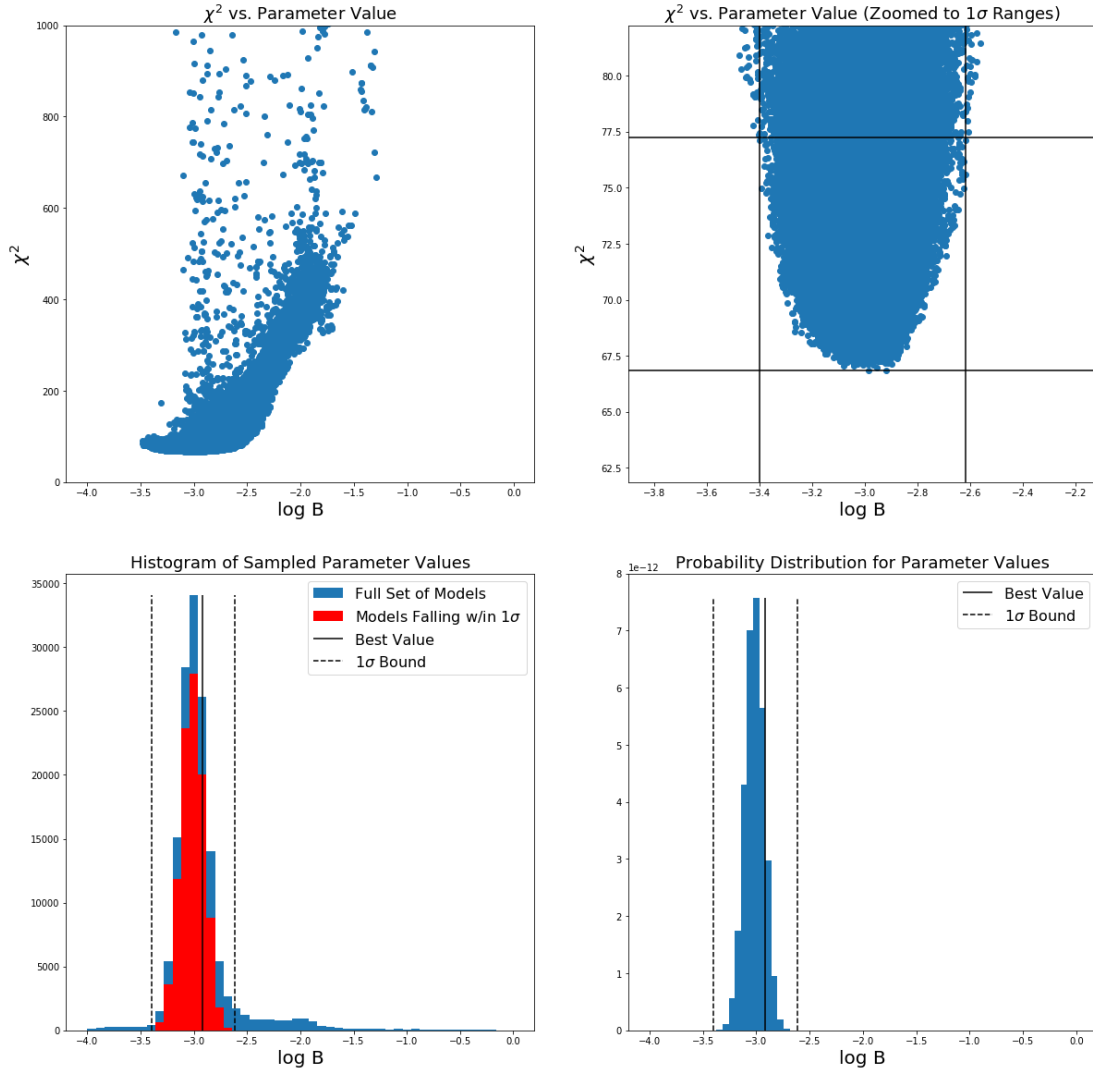 χ² vs. Parameter Value
1000
800
600
400
200
0
χ²
−4.0 −3.5 −3.0 −2.5 −2.0 −1.5 −1.0 −0.5 0.0
log B
χ² vs. Parameter Value (Zoomed to 1σ Ranges)
80.0
77.5
75.0
72.5
70.0
67.5
65.0
62.5
χ²
−3.8 −3.6 −3.4 −3.2 −3.0 −2.8 −2.6 −2.4 −2.2
log B
Histogram of Sampled Parameter Values
35000
30000
25000
20000
15000
10000
5000
0
Full Set of Models
Models Falling w/in 1σ
Best Value
1σ Bound
−4.0 −3.5 −3.0 −2.5 −2.0 −1.5 −1.0 −0.5 0.0
log B
Probability Distribution for Parameter Values
1e−12
8
7
6
5
4
3
2
1
0
Best Value
1σ Bound
−4.0 −3.5 −3.0 −2.5 −2.0 −1.5 −1.0 −0.5 0.0
log B